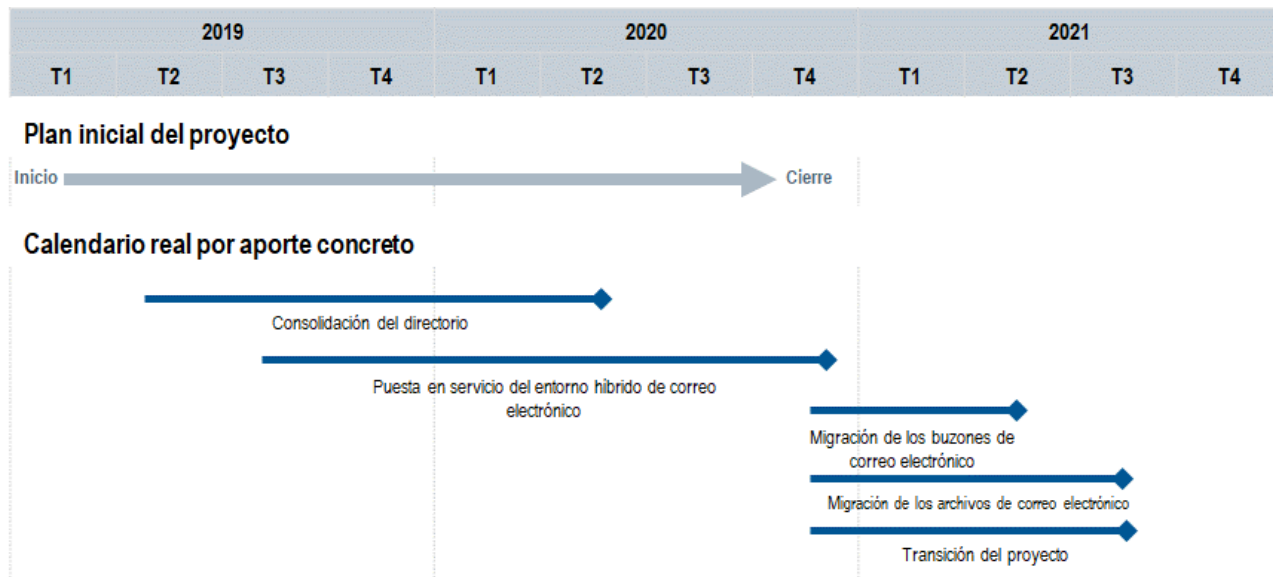 2019 2020 2021
T1 T2 T3 T4 T1 T2 T3 T4 T1 T2 T3 T4
Plan inicial del proyecto
Inicio Cierre
Calendario real por aporte concreto
Consolidación del directorio
Puesta en servicio del entorno híbrido de correo
electrónico
Migración de los buzones de
correo electrónico
Migración de los archivos de correo electrónico
Transición del proyecto